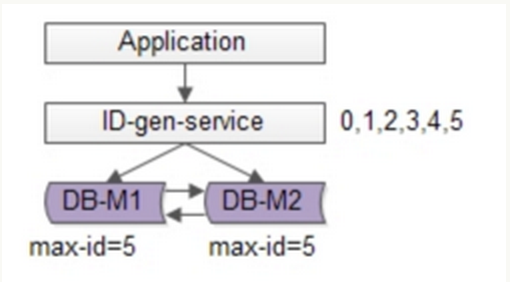 Application
ID-gen-service 0,1,2,3,4,5
DB-M1 DB-M2
max-id=5 max-id=5